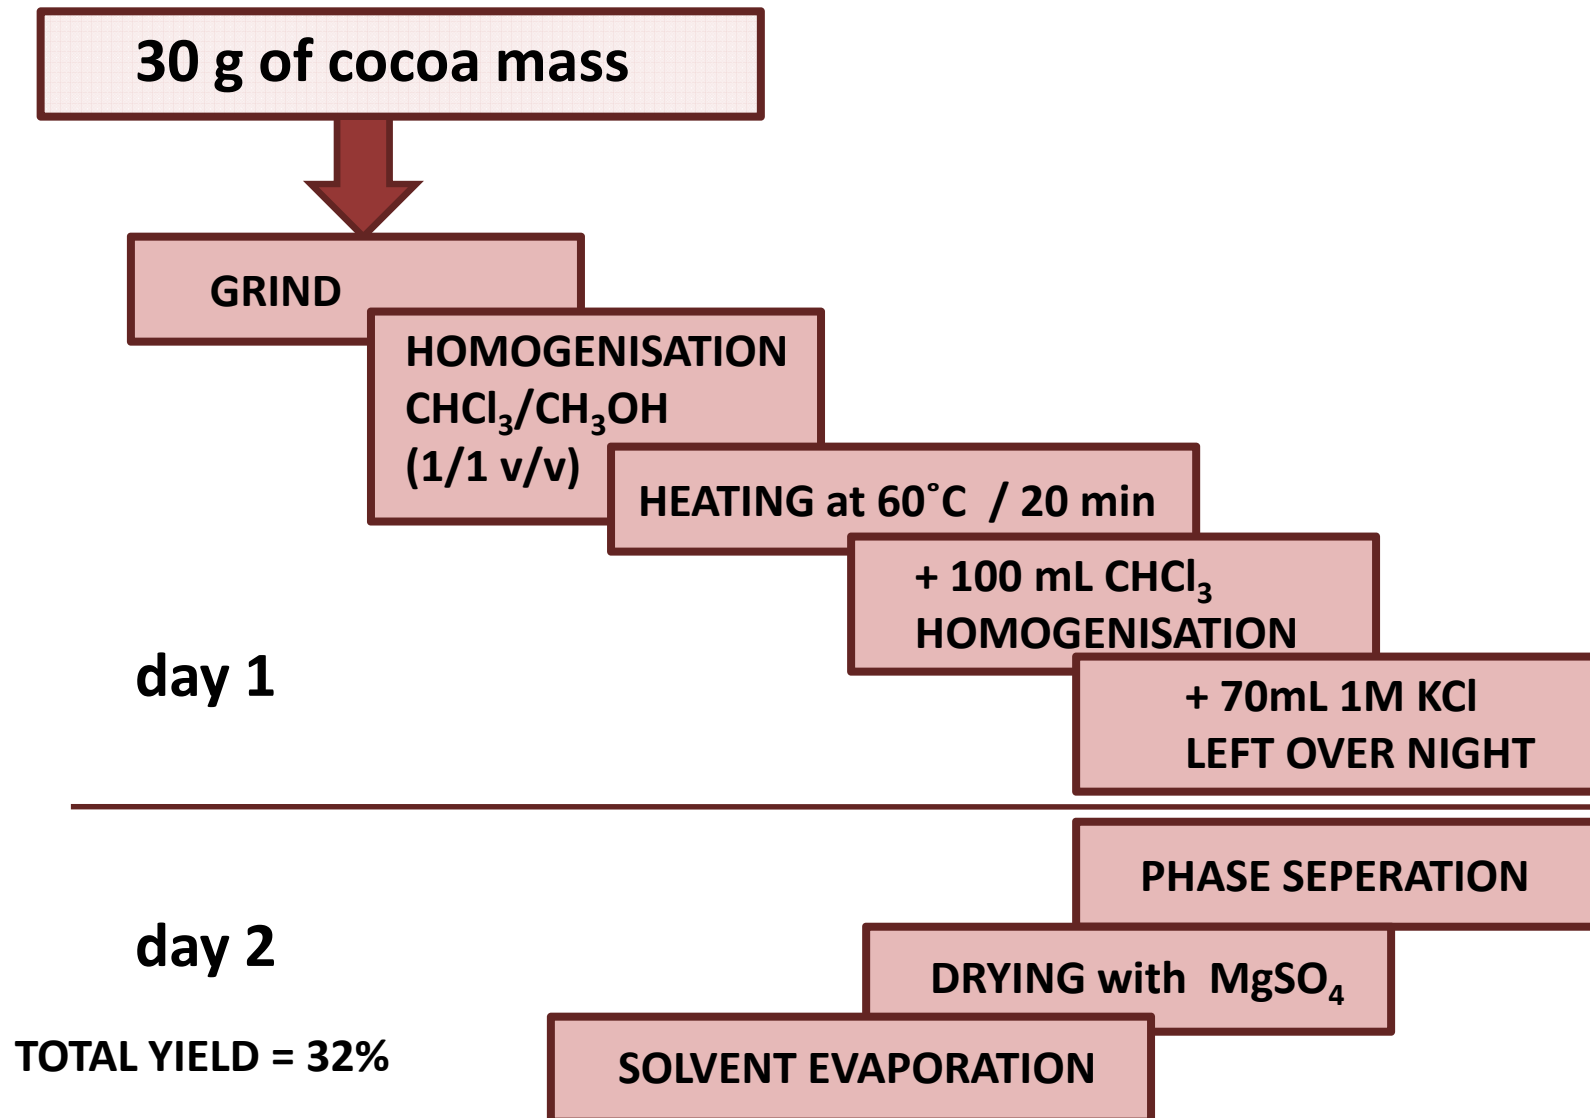 30 g of cocoa mass
GRIND
HOMOGENISATION
CHCl₃/CH₃OH
(1/1 v/v)
HEATING at 60˚C / 20 min
+ 100 mL CHCl₃
HOMOGENISATION
day 1
+ 70mL 1M KCl
LEFT OVER NIGHT
PHASE SEPERATION
day 2
DRYING with MgSO₄
TOTAL YIELD = 32%
SOLVENT EVAPORATION